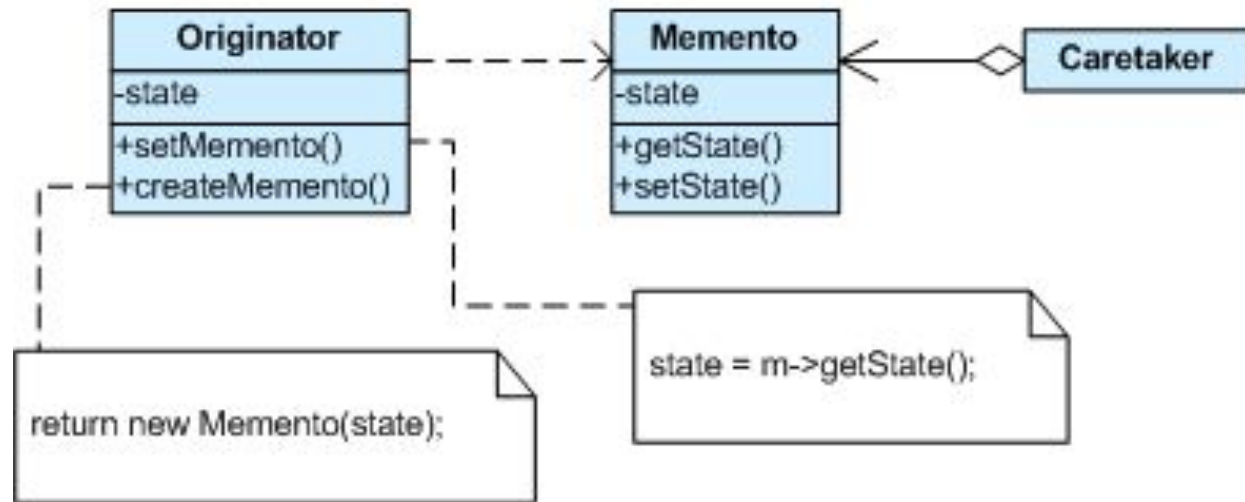 Originator
-state
+setMemento()
+createMemento()
Memento
-state
+getState()
+setState()
Caretaker
state = m->getState();
return new Memento(state);